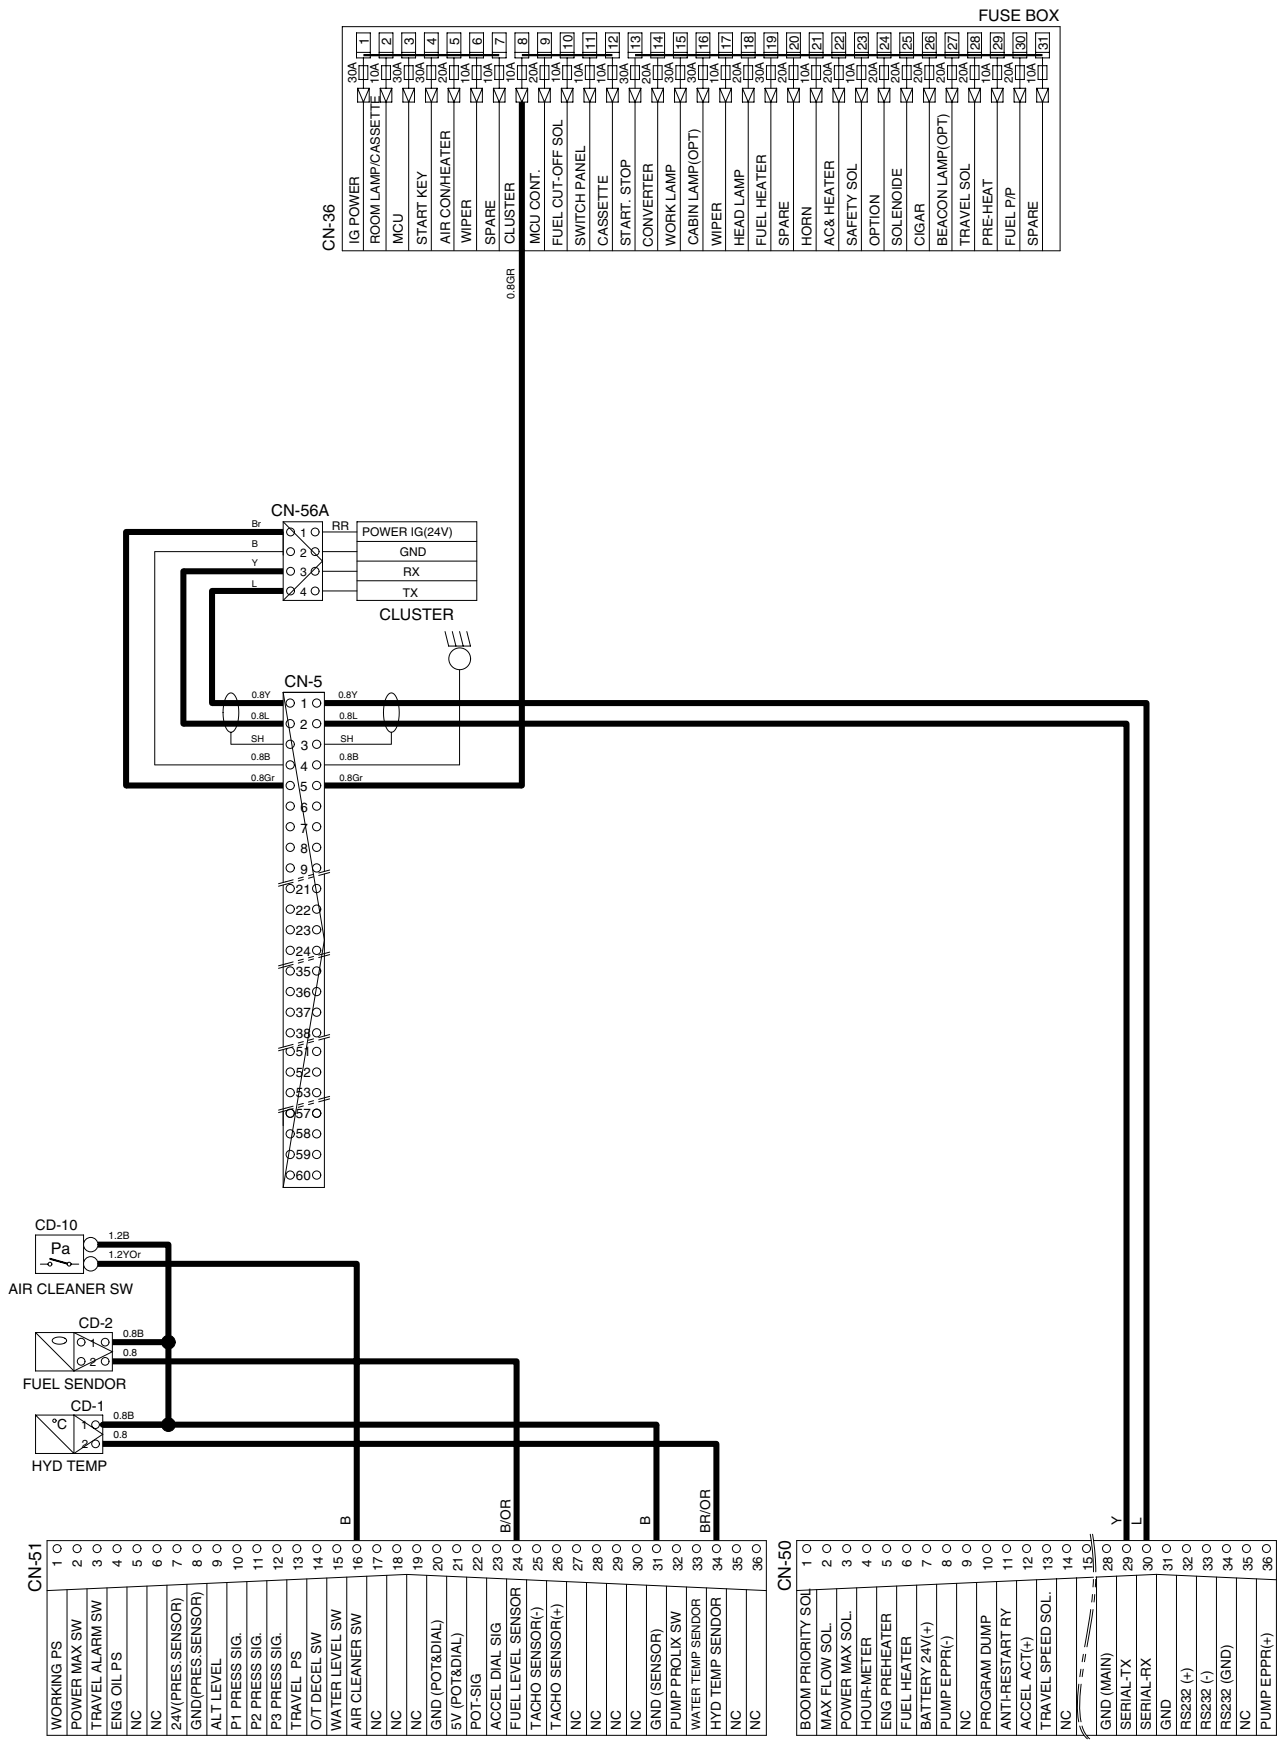 FUSE BOX
CN-36
1 2 3 4 5 6 7 8 9 10 11 12 13 14 15 16 17 18 19 20 21 22 23 24 25 26 27 28 29 30 31
30A 10A 30A 30A 20A 10A 10A 10A 20A 10A 10A 10A 30A 20A 10A 30A 10A 20A 30A 20A 10A 20A 10A 20A 20A 20A 20A 20A 10A 20A 10A
IG POWER
ROOM LAMP/CASSETTE
MCU
START KEY
AIR CON/HEATER
WIPER
SPARE
CLUSTER
MCU CONT.
FUEL CUT-OFF SOL
SWITCH PANEL
CASSETTE
START. STOP
CONVERTER
WORK LAMP
CABIN LAMP(OPT)
WIPER
HEAD LAMP
FUEL HEATER
SPARE
HORN
AC& HEATER
SAFETY SOL
OPTION
SOLENOIDE
CIGAR
BEACON LAMP(OPT)
TRAVEL SOL
PRE-HEAT
FUEL P/P
SPARE
0.8GR
CN-56A
Br 1 RR POWER IG(24V)
B 2 GND
Y 3 RX
L 4 TX
CLUSTER
CN-5
0.8Y 1 0.8Y
0.8L 2 0.8L
SH 3 SH
0.8B 4 0.8B
0.8Gr 5 0.8Gr
6
7
8
9
21
22
23
24
35
36
37
38
51
52
53
57
58
59
60
CD-10
Pa
1.2B
1.2YOr
AIR CLEANER SW
CD-2
1 0.8B
2 0.8
FUEL SENDOR
CD-1
°C
1 0.8B
2 0.8
HYD TEMP
B B/OR B BR/OR
Y L
CN-51
1 WORKING PS
2 POWER MAX SW
3 TRAVEL ALARM SW
4 ENG OIL PS
5 NC
6 NC
7 24V(PRES.SENSOR)
8 GND(PRES.SENSOR)
9 ALT LEVEL
10 P1 PRESS SIG.
11 P2 PRESS SIG.
12 P3 PRESS SIG.
13 TRAVEL PS
14 O/T DECEL SW
15 WATER LEVEL SW
16 AIR CLEANER SW
17 NC
18 NC
19 NC
20 GND (POT&DIAL)
21 5V (POT&DIAL)
22 POT-SIG
23 ACCEL DIAL SIG
24 FUEL LEVEL SENSOR
25 TACHO SENSOR(-)
26 TACHO SENSOR(+)
27 NC
28 NC
29 NC
30 NC
31 GND (SENSOR)
32 PUMP PROLIX SW
33 WATER TEMP SENDOR
34 HYD TEMP SENDOR
35 NC
36 NC
CN-50
1 BOOM PRIORITY SOL
2 MAX FLOW SOL.
3 POWER MAX SOL.
4 HOUR-METER
5 ENG PREHEATER
6 FUEL HEATER
7 BATTERY 24V(+)
8 PUMP EPPR(-)
9 NC
10 PROGRAM DUMP
11 ANTI-RESTART RY
12 ACCEL ACT(+)
13 TRAVEL SPEED SOL.
14 NC
15
28 GND (MAIN)
29 SERIAL-TX
30 SERIAL-RX
31 GND
32 RS232 (+)
33 RS232 (-)
34 RS232 (GND)
35 NC
36 PUMP EPPR(+)